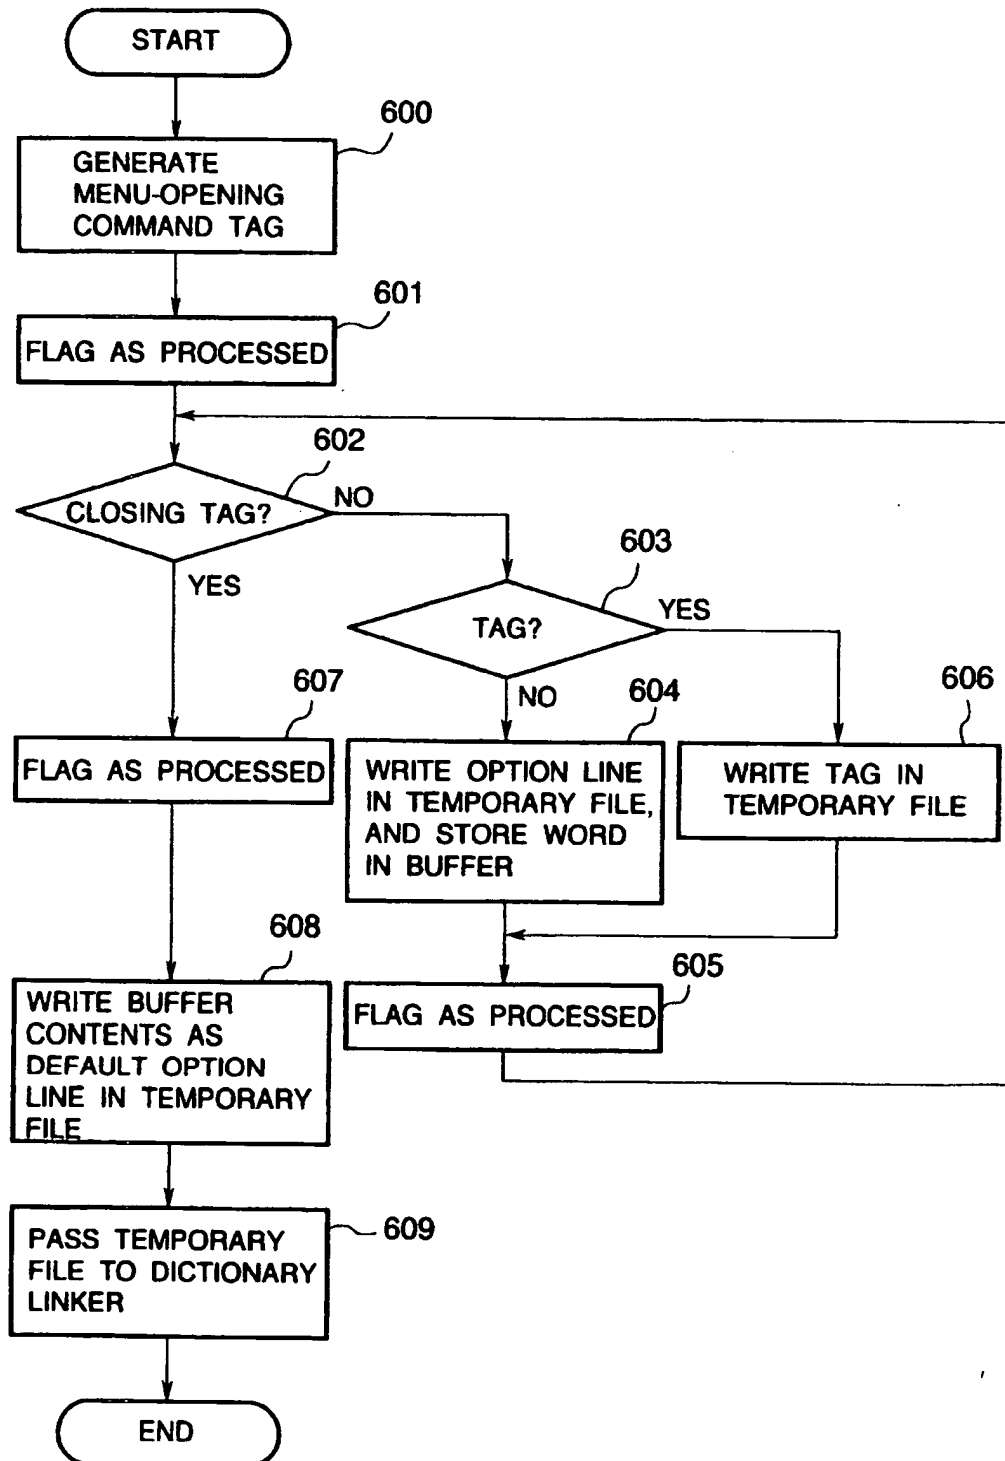 START
600
GENERATE
MENU-OPENING
COMMAND TAG
601
FLAG AS PROCESSED
602
CLOSING TAG?
NO
YES
603
TAG?
YES
NO
604
WRITE OPTION LINE
IN TEMPORARY FILE,
AND STORE WORD
IN BUFFER
606
WRITE TAG IN
TEMPORARY FILE
605
FLAG AS PROCESSED
607
FLAG AS PROCESSED
608
WRITE BUFFER
CONTENTS AS
DEFAULT OPTION
LINE IN TEMPORARY
FILE
609
PASS TEMPORARY
FILE TO DICTIONARY
LINKER
END